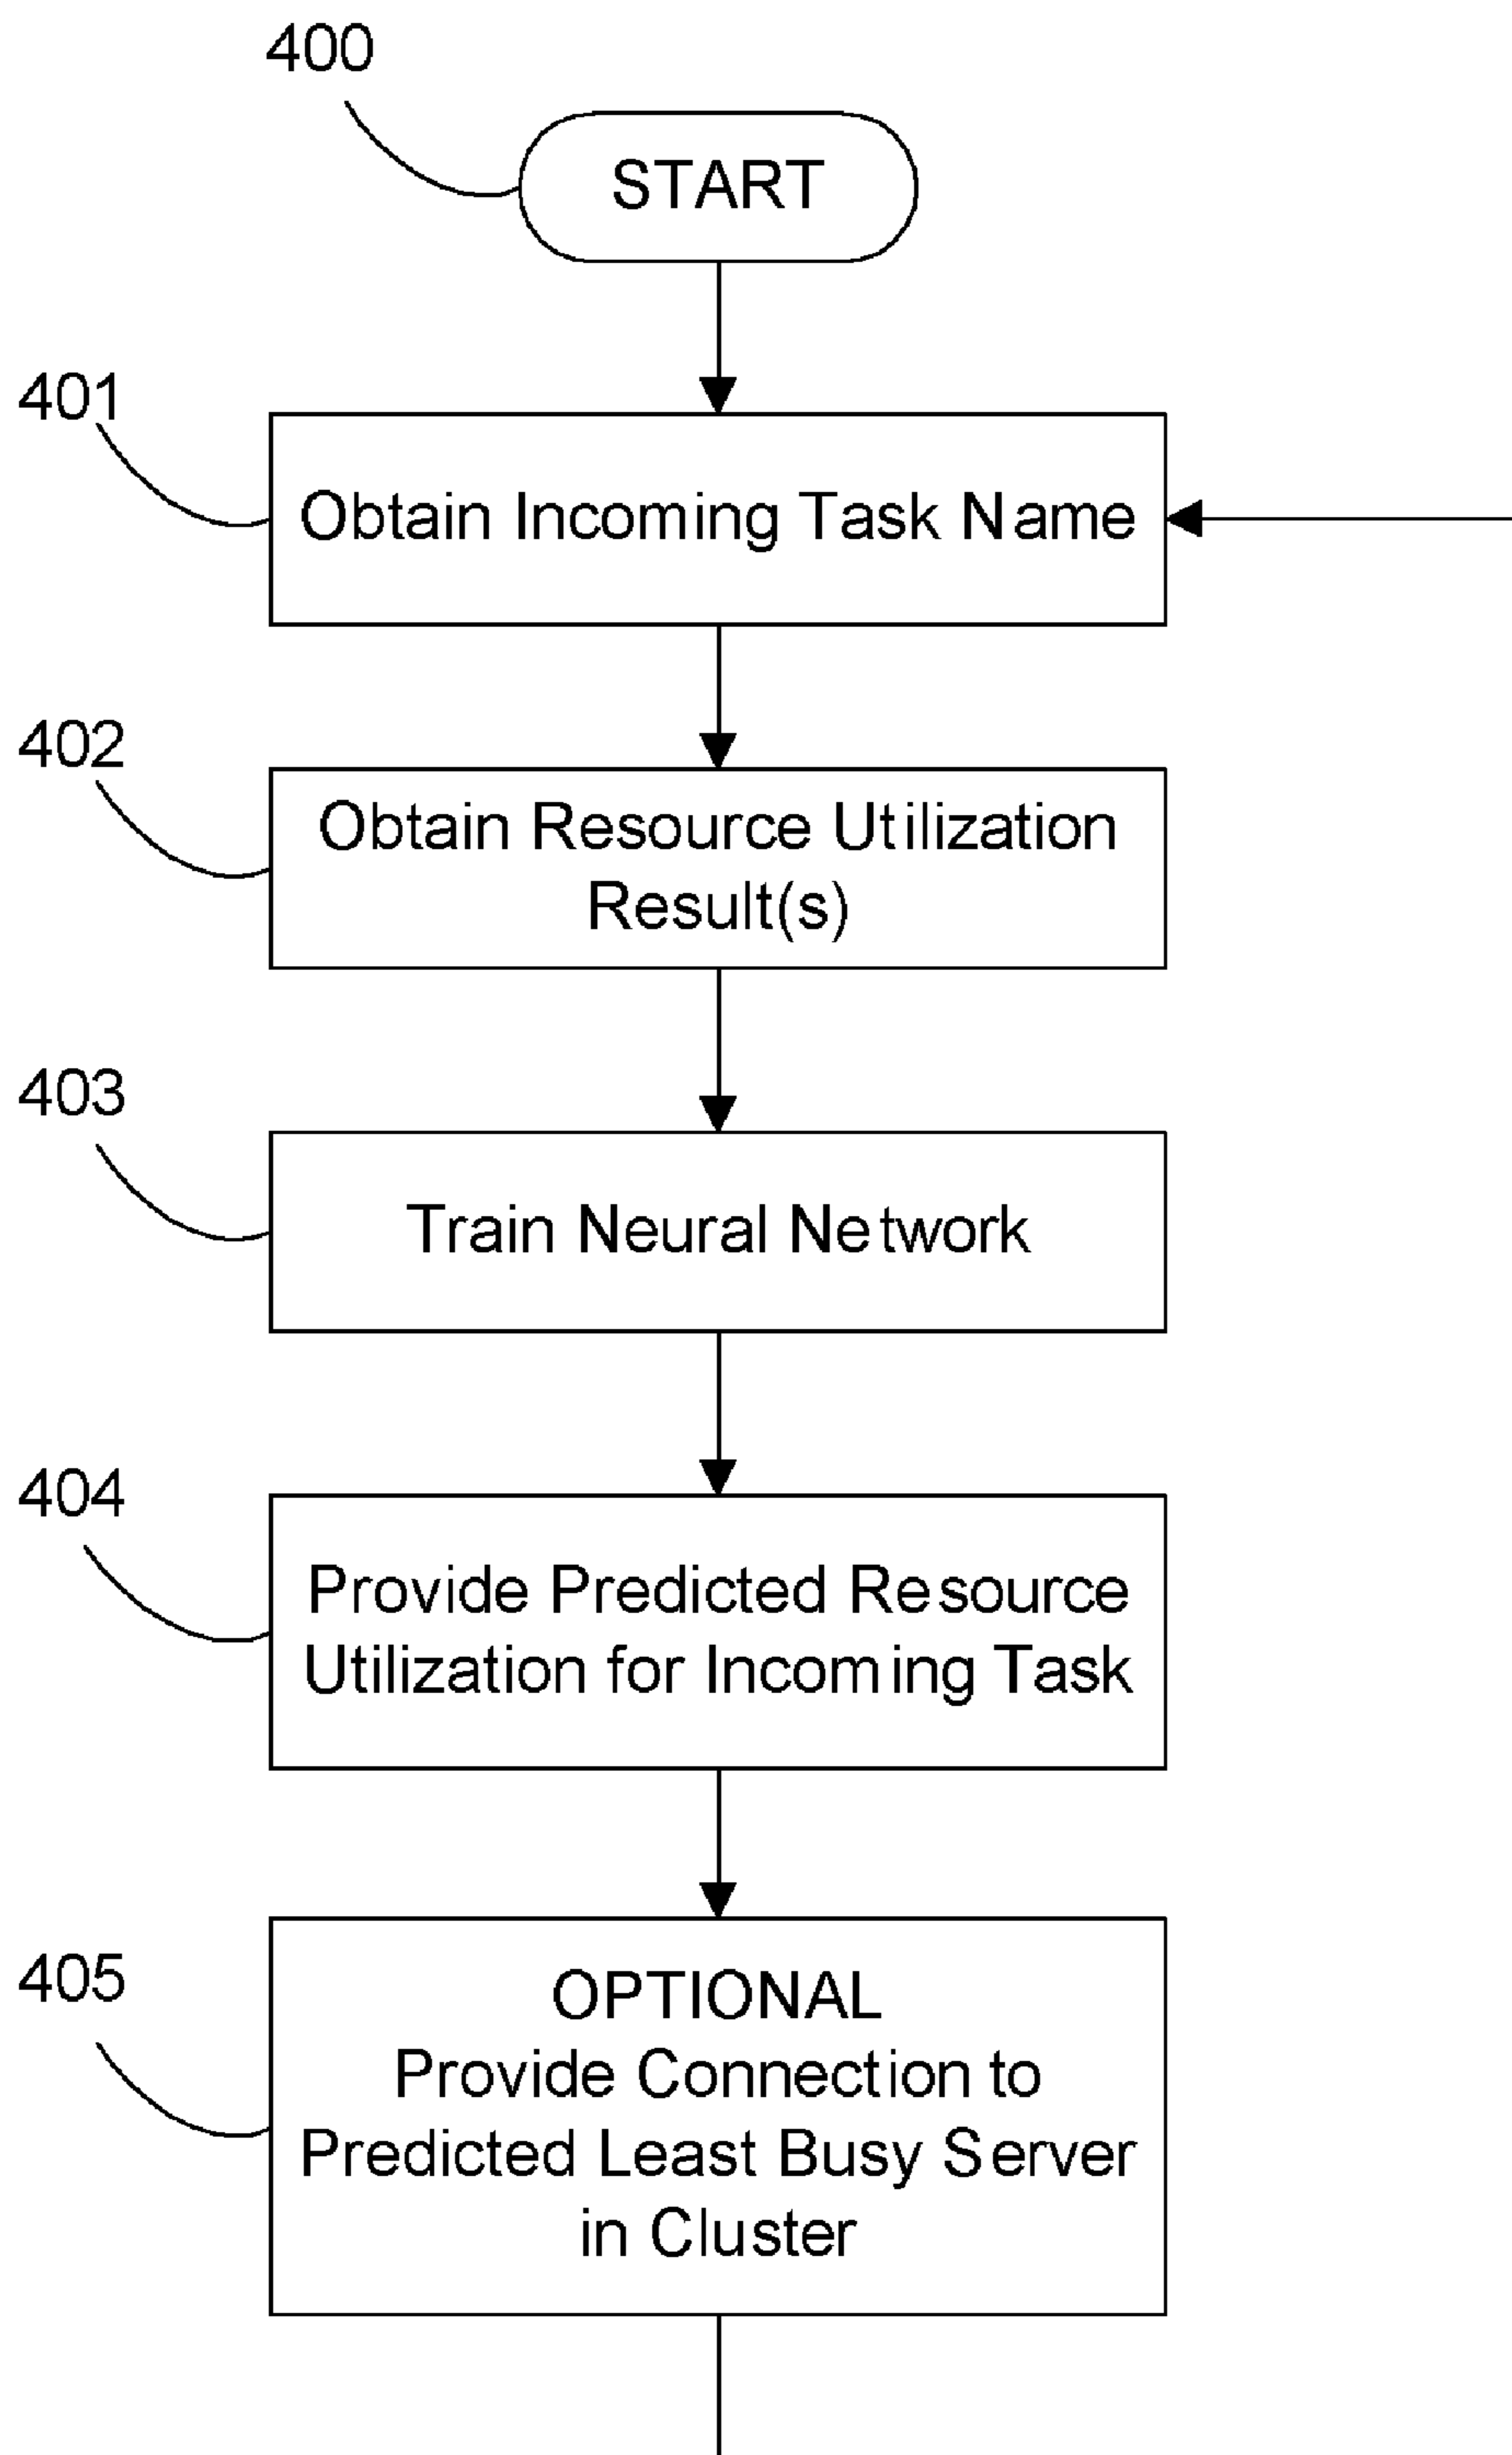 400
START
401
Obtain Incoming Task Name
402
Obtain Resource Utilization
Result(s)
403
Train Neural Network
404
Provide Predicted Resource
Utilization for Incoming Task
405
OPTIONAL
Provide Connection to
Predicted Least Busy Server
in Cluster